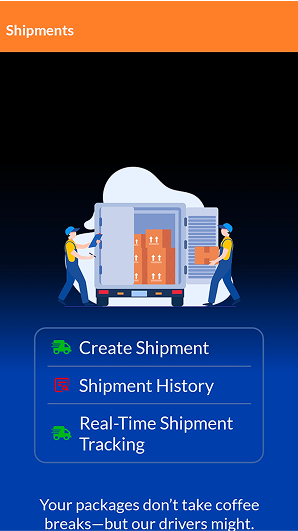 Shipments
Create Shipment
Shipment History
Real-Time Shipment
Tracking
Your packages don’t take coffee
breaks—but our drivers might.